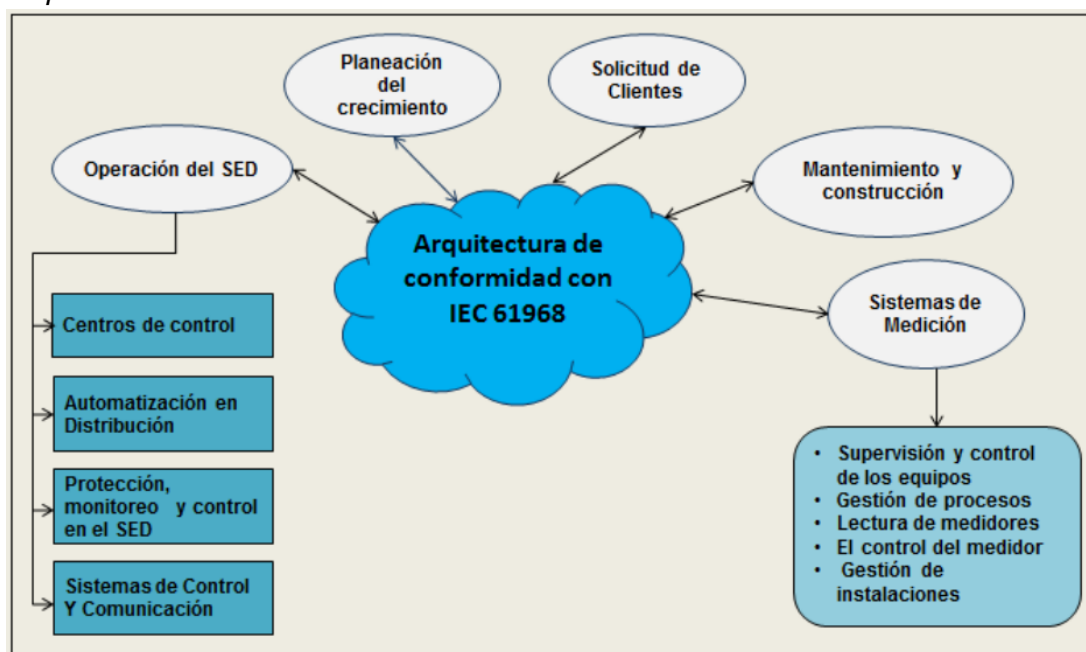 Planeación
del
crecimiento
Solicitud de
Clientes
Operación del SED
Mantenimiento y
construcción
Arquitectura de
conformidad con
IEC 61968
Sistemas de
Medición
Centros de control
Automatización en
Distribución
Protección,
monitoreo y control
en el SED
Sistemas de Control
Y Comunicación
• Supervisión y control
de los equipos
• Gestión de procesos
• Lectura de medidores
• El control del medidor
• Gestión de
instalaciones